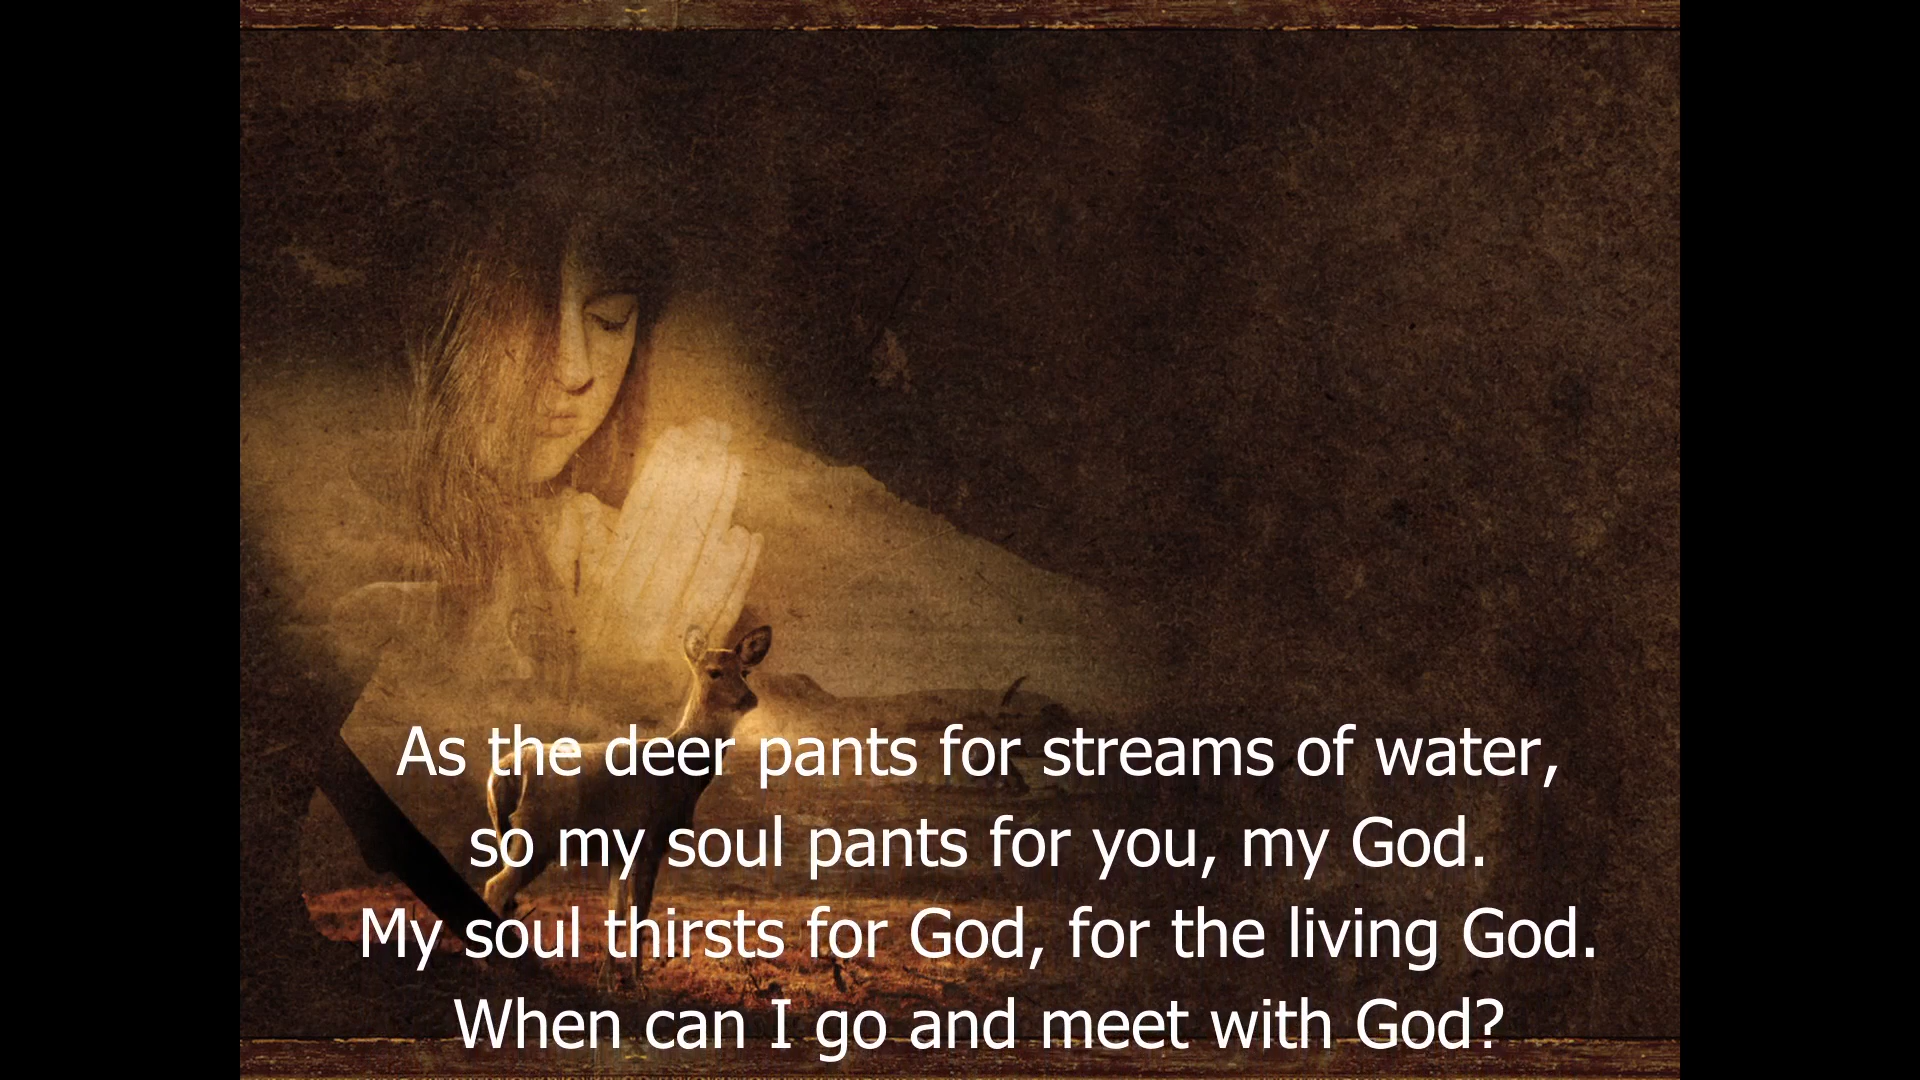 As the deer pants for streams of water,
so my soul pants for you, my God.
My soul thirsts for God, for the living God.
When can I go and meet with God?